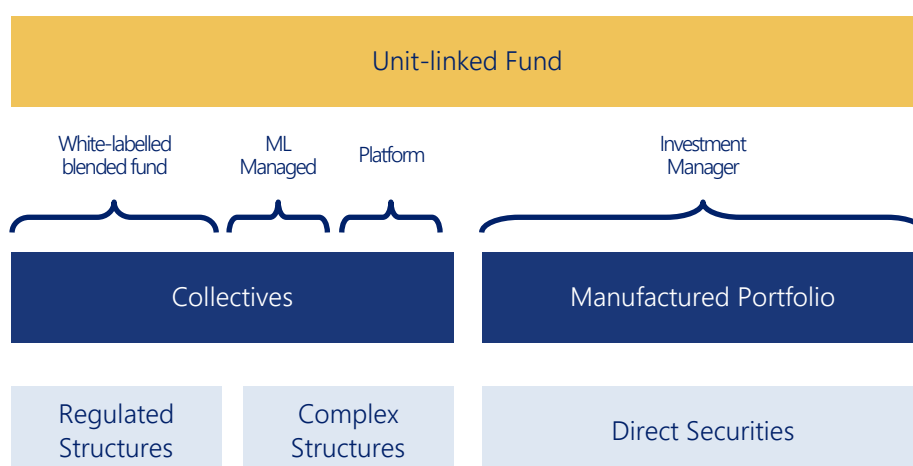 Unit-linked Fund
White-labelled
blended fund
ML
Managed
Platform
Investment
Manager
Collectives
Manufactured Portfolio
Regulated
Structures
Complex
Structures
Direct Securities